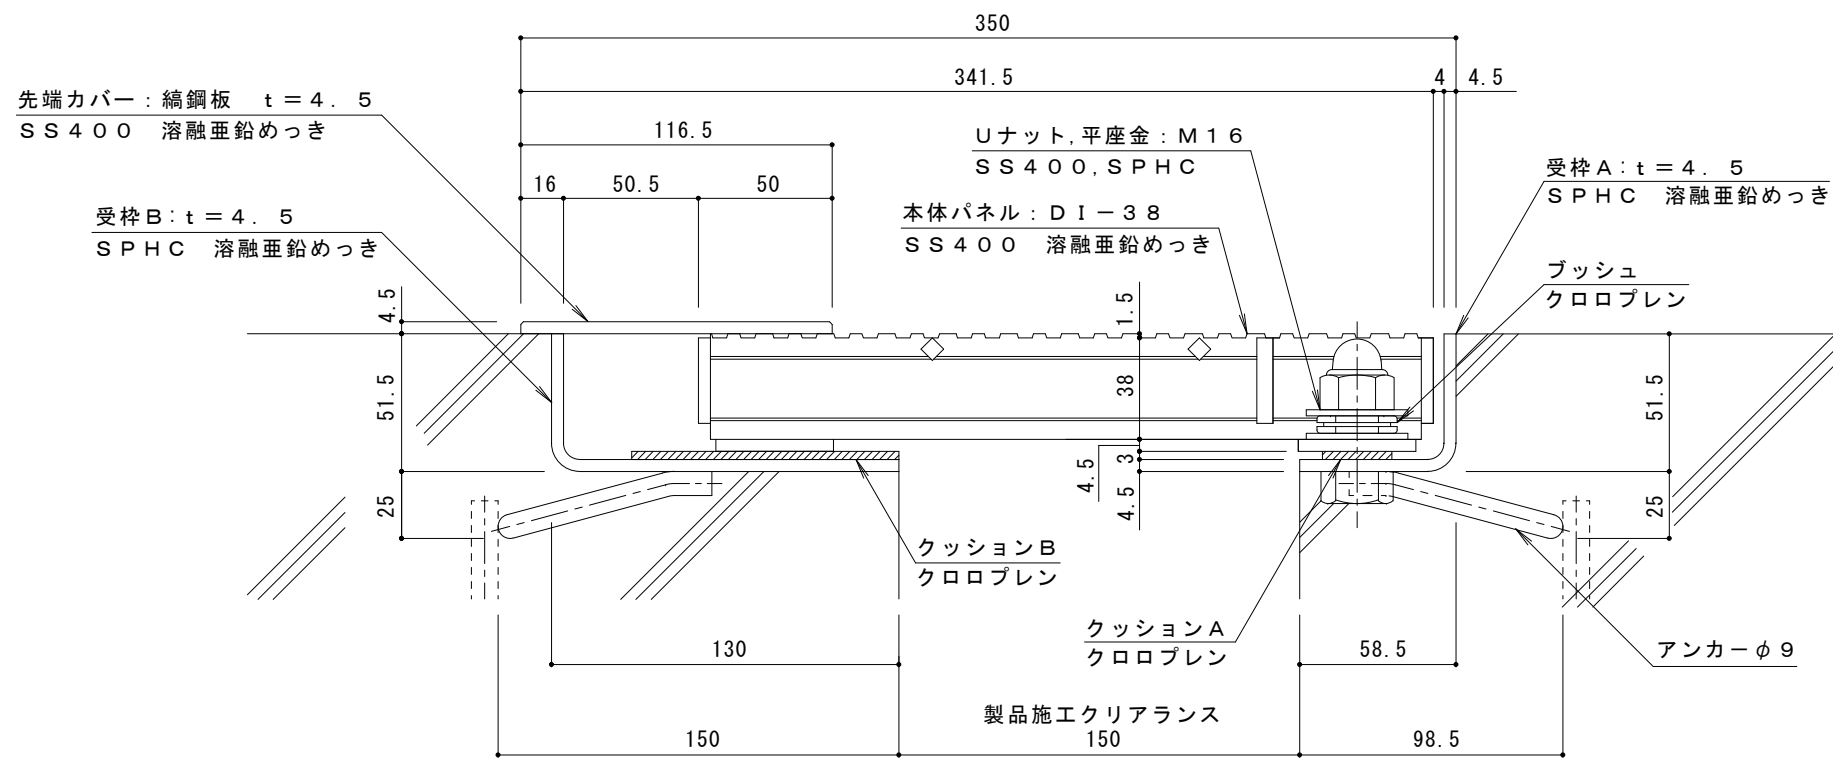 350
341.5
4
4.5
先端カバー：縞鋼板　ｔ＝４．５
ＳＳ４００　溶融亜鉛めっき
116.5
Ｕナット,平座金：Ｍ１６
ＳＳ４００,ＳＰＨＣ
受枠Ａ：ｔ＝４．５
ＳＰＨＣ　溶融亜鉛めっき
16
50.5
50
受枠Ｂ：ｔ＝４．５
ＳＰＨＣ　溶融亜鉛めっき
本体パネル：ＤＩ－３８
ＳＳ４００　溶融亜鉛めっき
ブッシュ
クロロプレン
4.5
1.5
51.5
38
51.5
4.5
3
4.5
25
25
クッションＢ
クロロプレン
クッションＡ
クロロプレン
アンカーφ９
130
58.5
製品施工クリアランス
150
150
98.5